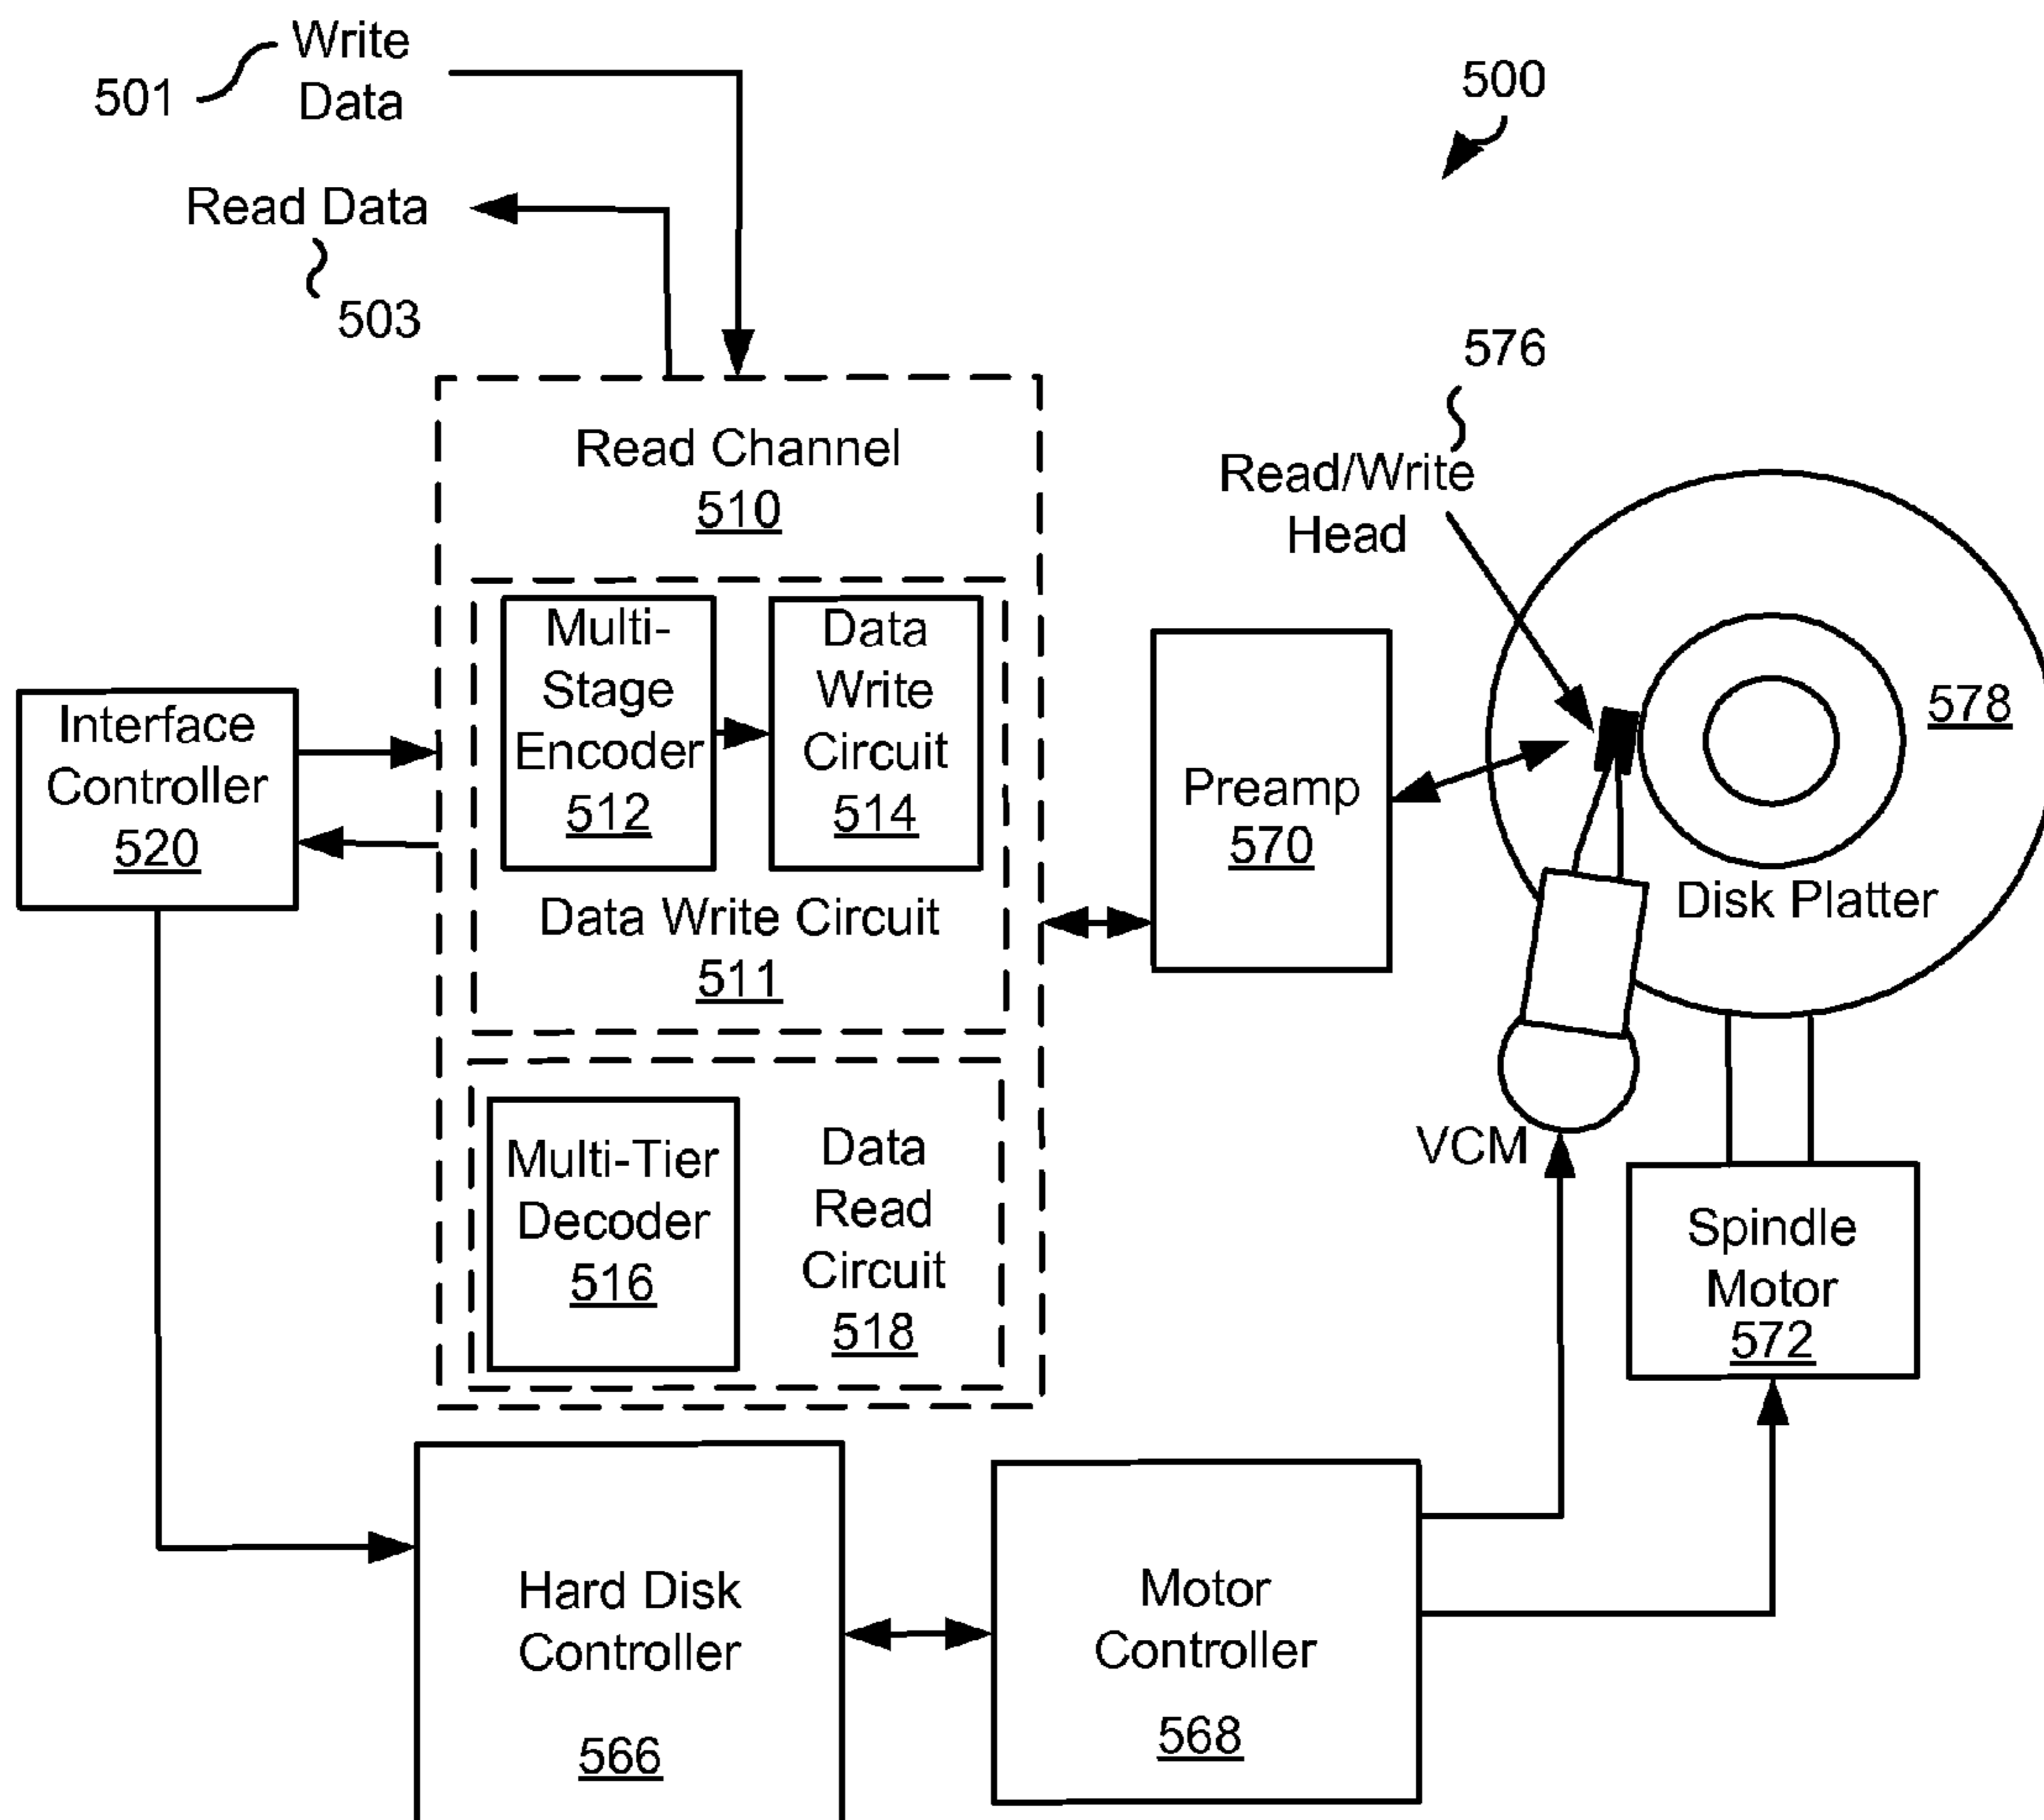 Write
Data
501
500
Read Data
503
576
Read Channel
510
Read/Write
Head
Multi-
Stage
Encoder
512
Data
Write
Circuit
514
Data Write Circuit
511
Interface
Controller
520
Preamp
570
578
Disk Platter
Multi-Tier
Decoder
516
Data
Read
Circuit
518
VCM
Spindle
Motor
572
Hard Disk
Controller
566
Motor
Controller
568